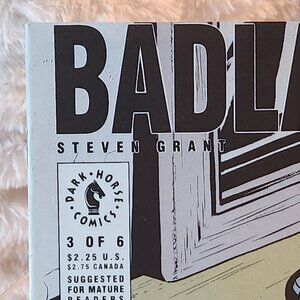 BADLA
STEVEN GRANT
DARK HORSE COMICS
3 OF 6
$2.25 U.S.
$2.75 CANADA
SUGGESTED
FOR MATURE
READERS